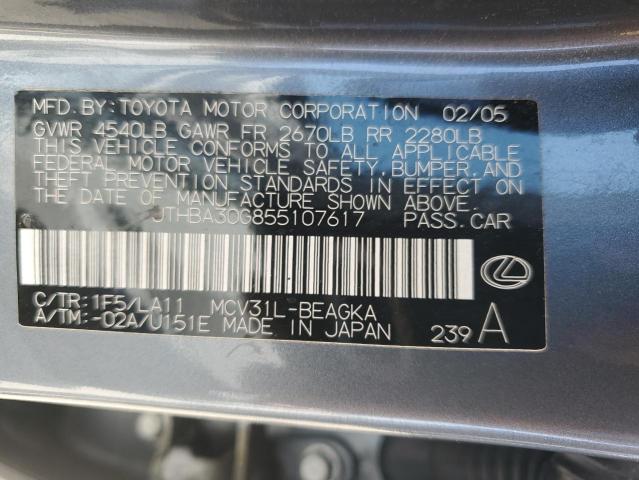 MFD. BY: TOYOTA MOTOR CORPORATION 02/05
GVWR 4540LB GAWR FR 2670LB RR 2280LB
THIS VEHICLE CONFORMS TO ALL APPLICABLE
FEDERAL MOTOR VEHICLE SAFETY, BUMPER, AND
THEFT PREVENTION STANDARDS IN EFFECT ON
THE DATE OF MANUFACTURE SHOWN ABOVE.
JTHBA30G855107617 PASS. CAR
C/TR: 1F5/LA11 MCV31L-BEAGKA
A/TM: -02A/U151E MADE IN JAPAN 239 A